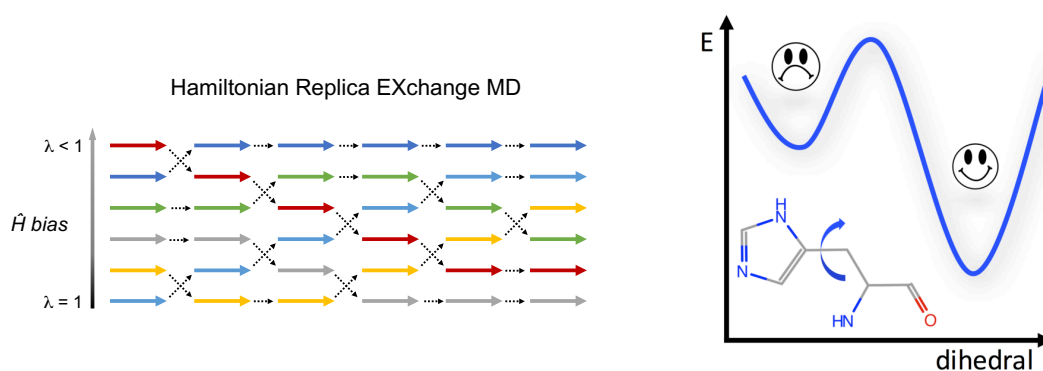 Hamiltonian Replica EXchange MD
λ < 1
Ĥ bias
λ = 1
E
H
N
N
HN
O
dihedral